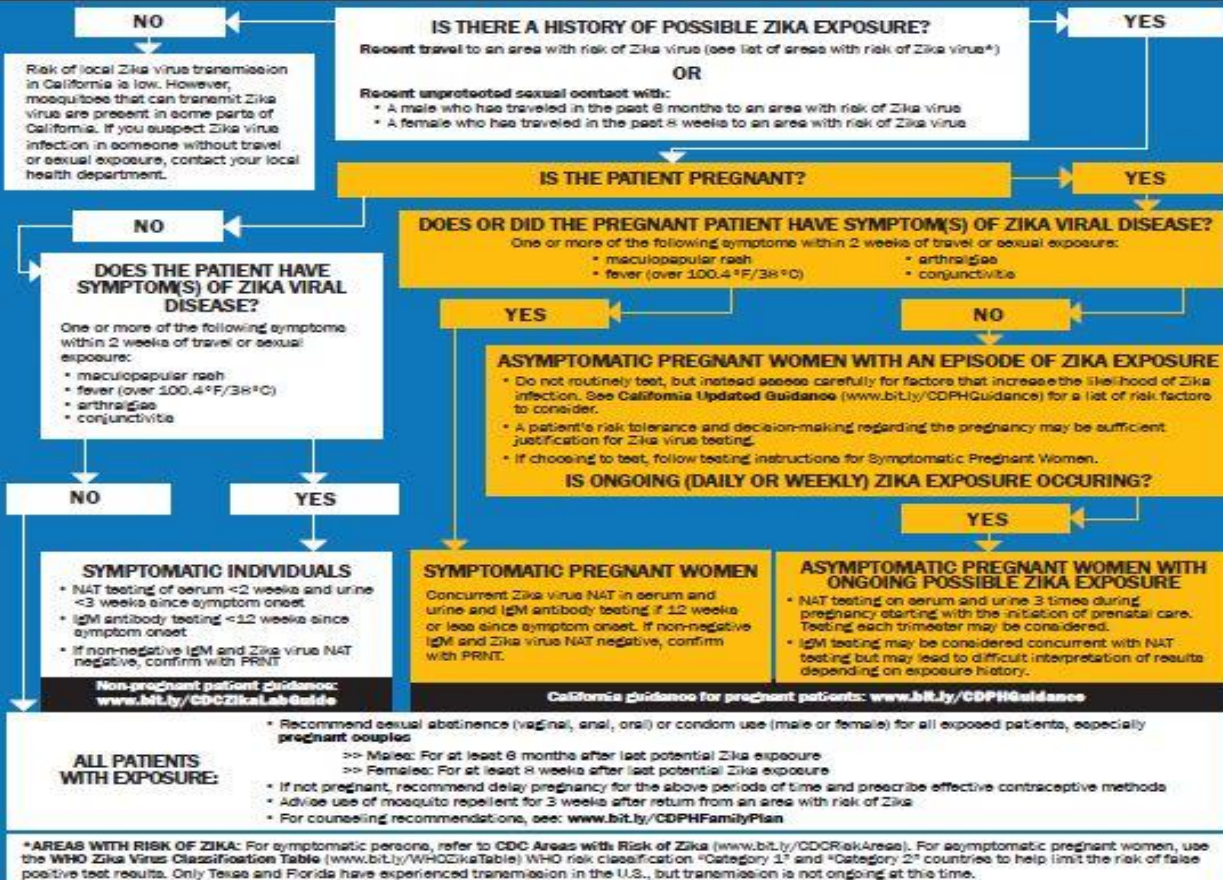 NO
IS THERE A HISTORY OF POSSIBLE ZIKA EXPOSURE?
YES
Recent travel to an area with risk of Zika virus (see list of areas with risk of Zika virus*)
OR
Recent unprotected sexual contact with:
• A male who has traveled in the past 6 months to an area with risk of Zika virus
• A female who has traveled in the past 8 weeks to an area with risk of Zika virus
Risk of local Zika virus transmission
in California is low. However,
mosquitoes that can transmit Zika
virus are present in some parts of
California. If you suspect Zika virus
infection in someone without travel
or sexual exposure, contact your local
health department.
IS THE PATIENT PREGNANT?
YES
NO
DOES OR DID THE PREGNANT PATIENT HAVE SYMPTOM(S) OF ZIKA VIRAL DISEASE?
One or more of the following symptoms within 2 weeks of travel or sexual exposure:
• maculopapular rash
• fever (over 100.4°F/38°C)
• arthralgias
• conjunctivitis
DOES THE PATIENT HAVE
SYMPTOM(S) OF ZIKA VIRAL
DISEASE?
One or more of the following symptoms
within 2 weeks of travel or sexual
exposure:
• maculopapular rash
• fever (over 100.4°F/38°C)
• arthralgias
• conjunctivitis
YES
NO
ASYMPTOMATIC PREGNANT WOMEN WITH AN EPISODE OF ZIKA EXPOSURE
• Do not routinely test, but instead assess carefully for factors that increase the likelihood of Zika
infection. See California Updated Guidance (www.bit.ly/CDPHGuidance) for a list of risk factors
to consider.
• A patient's risk tolerance and decision-making regarding the pregnancy may be sufficient
justification for Zika virus testing.
• If choosing to test, follow testing instructions for Symptomatic Pregnant Women.
IS ONGOING (DAILY OR WEEKLY) ZIKA EXPOSURE OCCURING?
NO
YES
YES
SYMPTOMATIC INDIVIDUALS
• NAT testing of serum <2 weeks and urine
<3 weeks since symptom onset
• IgM antibody testing <12 weeks since
symptom onset
• If non-negative IgM and Zika virus NAT
negative, confirm with PRNT
Non-pregnant patient guidance:
www.bit.ly/CDCZikaLabGuide
SYMPTOMATIC PREGNANT WOMEN
Concurrent Zika virus NAT in serum and
urine and IgM antibody testing if 12 weeks
or less since symptom onset. If non-negative
IgM and Zika virus NAT negative, confirm
with PRNT.
ASYMPTOMATIC PREGNANT WOMEN WITH
ONGOING POSSIBLE ZIKA EXPOSURE
• NAT testing on serum and urine 3 times during
pregnancy starting with the initiation of prenatal care.
Testing each trimester may be considered.
• IgM testing may be considered concurrent with NAT
testing but may lead to difficult interpretation of results
depending on exposure history.
California guidance for pregnant patients: www.bit.ly/CDPHGuidance
ALL PATIENTS
WITH EXPOSURE:
• Recommend sexual abstinence (vaginal, anal, oral) or condom use (male or female) for all exposed patients, especially
pregnant couples
>> Males: For at least 6 months after last potential Zika exposure
>> Females: For at least 8 weeks after last potential Zika exposure
• If not pregnant, recommend delay pregnancy for the above periods of time and prescribe effective contraceptive methods
• Advise use of mosquito repellent for 3 weeks after return from an area with risk of Zika
• For counseling recommendations, see: www.bit.ly/CDPHFamilyPlan
*AREAS WITH RISK OF ZIKA: For symptomatic persons, refer to CDC Areas with Risk of Zika (www.bit.ly/CDCRiskAreas). For asymptomatic pregnant women, use
the WHO Zika Virus Classification Table (www.bit.ly/WHOZikaTable) WHO risk classification "Category 1" and "Category 2" countries to help limit the risk of false
positive test results. Only Texas and Florida have experienced transmission in the U.S., but transmission is not ongoing at this time.